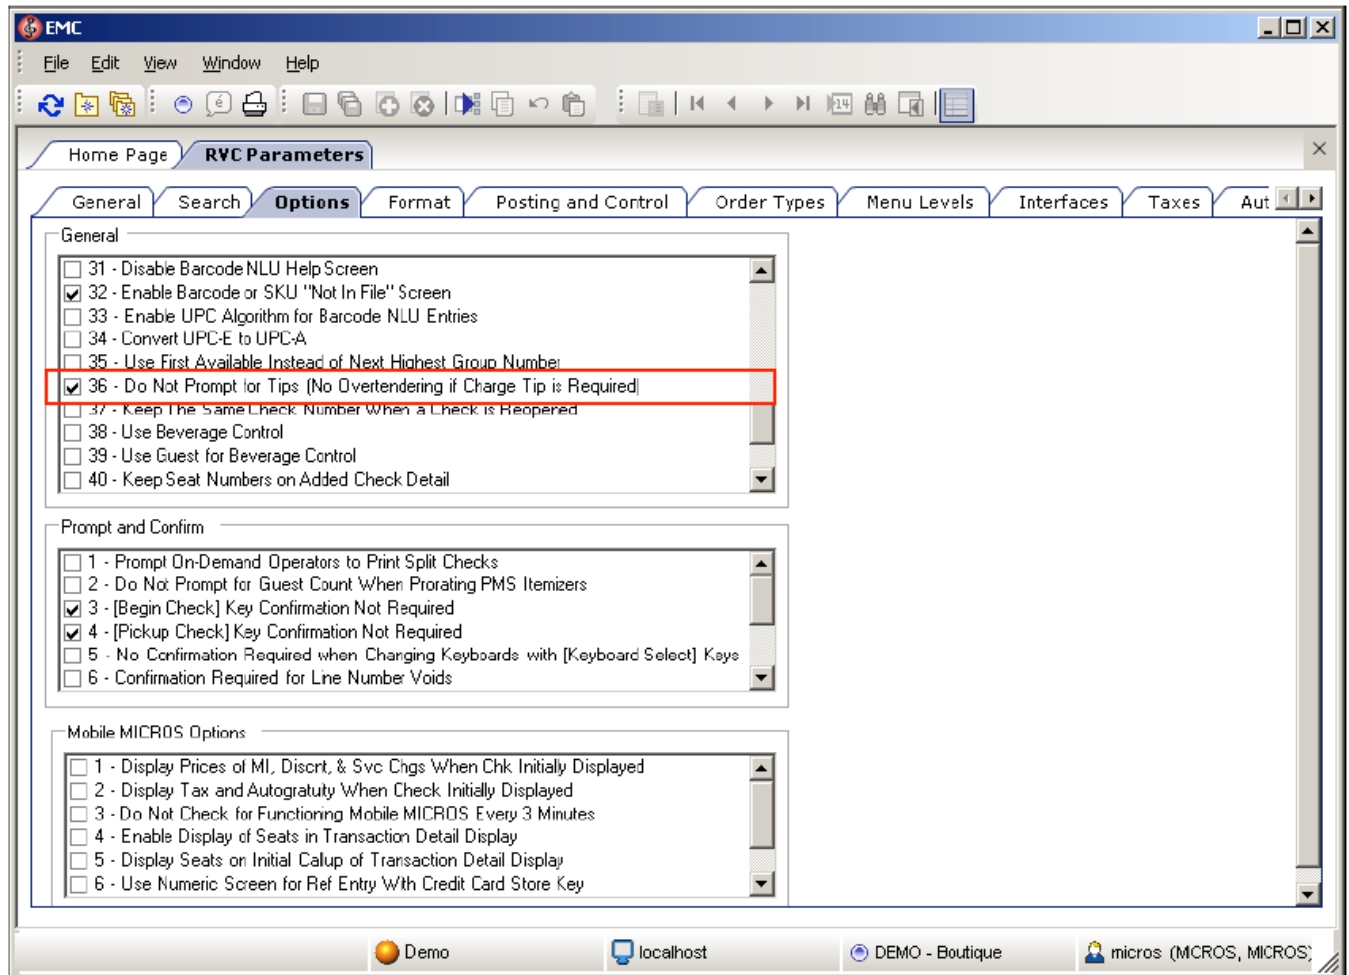 EMC
File Edit View Window Help
Home Page RVC Parameters
General Search Options Format Posting and Control Order Types Menu Levels Interfaces Taxes Aut
General
31 - Disable Barcode NLU Help Screen
32 - Enable Barcode or SKU "Not In File" Screen
33 - Enable UPC Algorithm for Barcode NLU Entries
34 - Convert UPC-E to UPC-A
35 - Use First Available Instead of Next Highest Group Number
36 - Do Not Prompt for Tips (No Overtendering if Charge Tip is Required
37 - Keep The Same Check Number When a Check is Reopened
38 - Use Beverage Control
39 - Use Guest for Beverage Control
40 - Keep Seat Numbers on Added Check Detail
Prompt and Confirm
1 - Prompt On-Demand Operators to Print Split Checks
2 - Do Not Prompt for Guest Count When Prorating PMS Itemizers
3 - [Begin Check] Key Confirmation Not Required
4 - [Pickup Check] Key Confirmation Not Required
5 - No Confirmation Required when Changing Keyboards with [Keyboard Select] Keys
6 - Confirmation Required for Line Number Voids
Mobile MICROS Options
1 - Display Prices of MI, Discnt, & Svc Chgs When Chk Initially Displayed
2 - Display Tax and Autogratuity When Check Initially Displayed
3 - Do Not Check for Functioning Mobile MICROS Every 3 Minutes
4 - Enable Display of Seats in Transaction Detail Display
5 - Display Seats on Initial Callup of Transaction Detail Display
6 - Use Numeric Screen for Ref Entry With Credit Card Store Key
Demo localhost DEMO - Boutique micros (MICROS, MICROS)